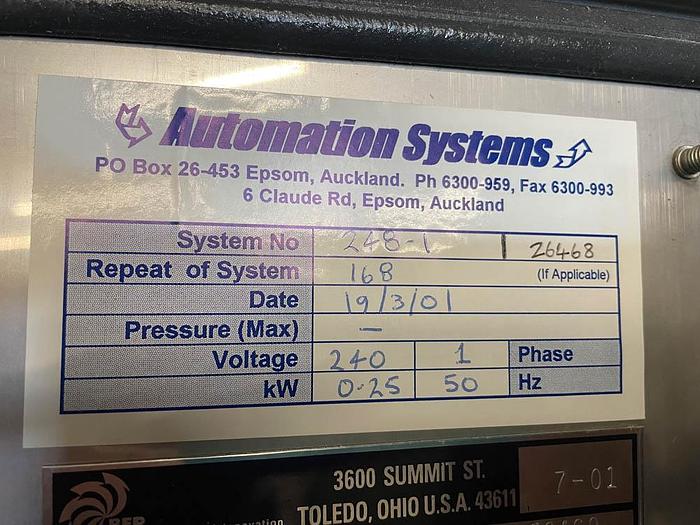 Automation Systems
PO Box 26-453 Epsom, Auckland. Ph 6300-959, Fax 6300-993
6 Claude Rd, Epsom, Auckland
System No 248-1 | 26468
Repeat of System 168 (If Applicable)
Date 19/3/01
Pressure (Max) —
Voltage 240 1 Phase
kW 0.25 50 Hz
3600 SUMMIT ST. 7-01
TOLEDO, OHIO U.S.A. 43611